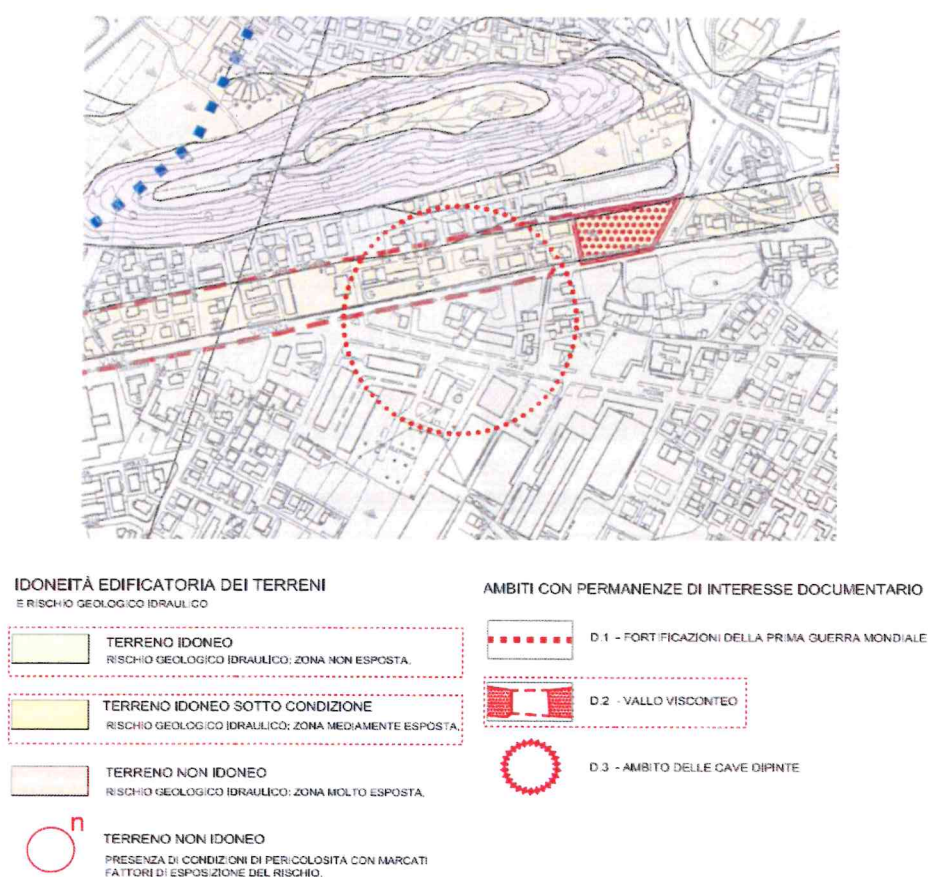 IDONEITÀ EDIFICATORIA DEI TERRENI
E RISCHIO GEOLOGICO IDRAULICO
TERRENO IDONEO
RISCHIO GEOLOGICO IDRAULICO: ZONA NON ESPOSTA.
TERRENO IDONEO SOTTO CONDIZIONE
RISCHIO GEOLOGICO IDRAULICO: ZONA MEDIAMENTE ESPOSTA.
TERRENO NON IDONEO
RISCHIO GEOLOGICO IDRAULICO: ZONA MOLTO ESPOSTA.
n
TERRENO NON IDONEO
PRESENZA DI CONDIZIONI DI PERICOLOSITÀ CON MARCATI
FATTORI DI ESPOSIZIONE DEL RISCHIO.
AMBITI CON PERMANENZE DI INTERESSE DOCUMENTARIO
D.1 - FORTIFICAZIONI DELLA PRIMA GUERRA MONDIALE
D.2 - VALLO VISCONTEO
D.3 - AMBITO DELLE CAVE DIPINTE